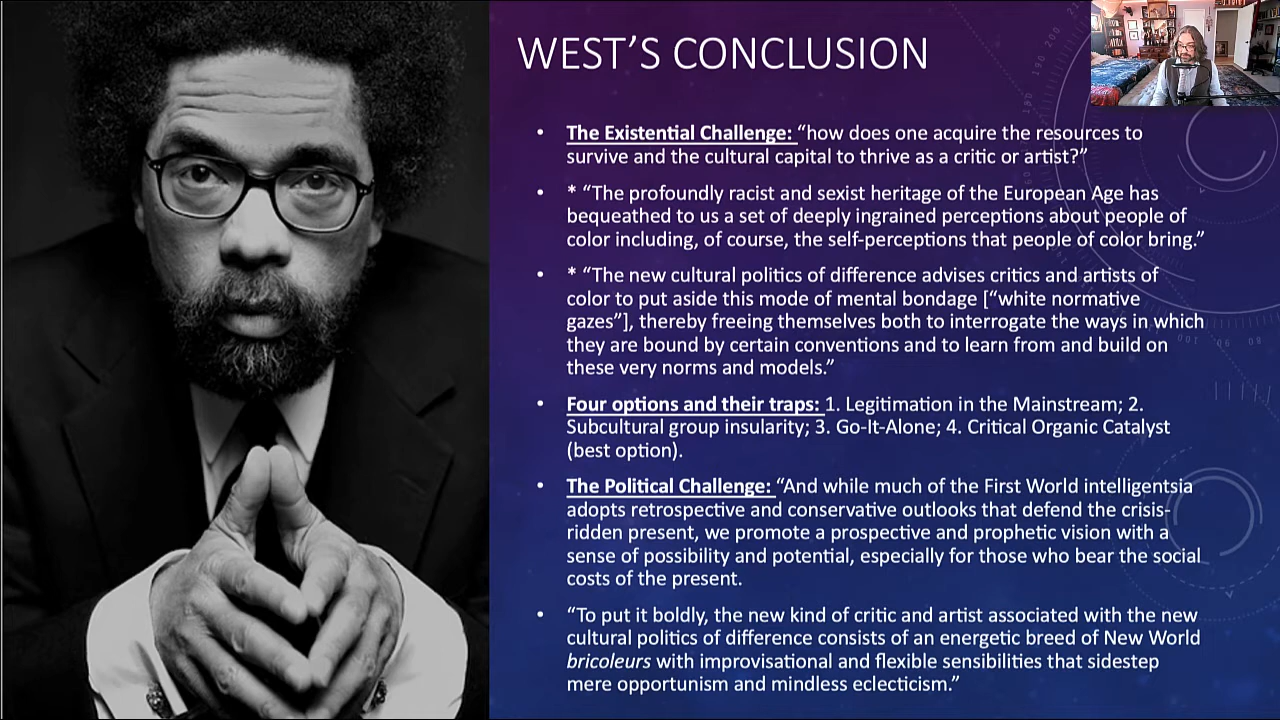 WEST'S CONCLUSION
• The Existential Challenge: “how does one acquire the resources to
survive and the cultural capital to thrive as a critic or artist?”
• * “The profoundly racist and sexist heritage of the European Age has
bequeathed to us a set of deeply ingrained perceptions about people of
color including, of course, the self-perceptions that people of color bring.”
• * “The new cultural politics of difference advises critics and artists of
color to put aside this mode of mental bondage [“white normative
gazes”], thereby freeing themselves both to interrogate the ways in which
they are bound by certain conventions and to learn from and build on
these very norms and models.”
• Four options and their traps: 1. Legitimation in the Mainstream; 2.
Subcultural group insularity; 3. Go-It-Alone; 4. Critical Organic Catalyst
(best option).
• The Political Challenge: “And while much of the First World intelligentsia
adopts retrospective and conservative outlooks that defend the crisis-
ridden present, we promote a prospective and prophetic vision with a
sense of possibility and potential, especially for those who bear the social
costs of the present.
• “To put it boldly, the new kind of critic and artist associated with the new
cultural politics of difference consists of an energetic breed of New World
bricoleurs with improvisational and flexible sensibilities that sidestep
mere opportunism and mindless eclecticism.”